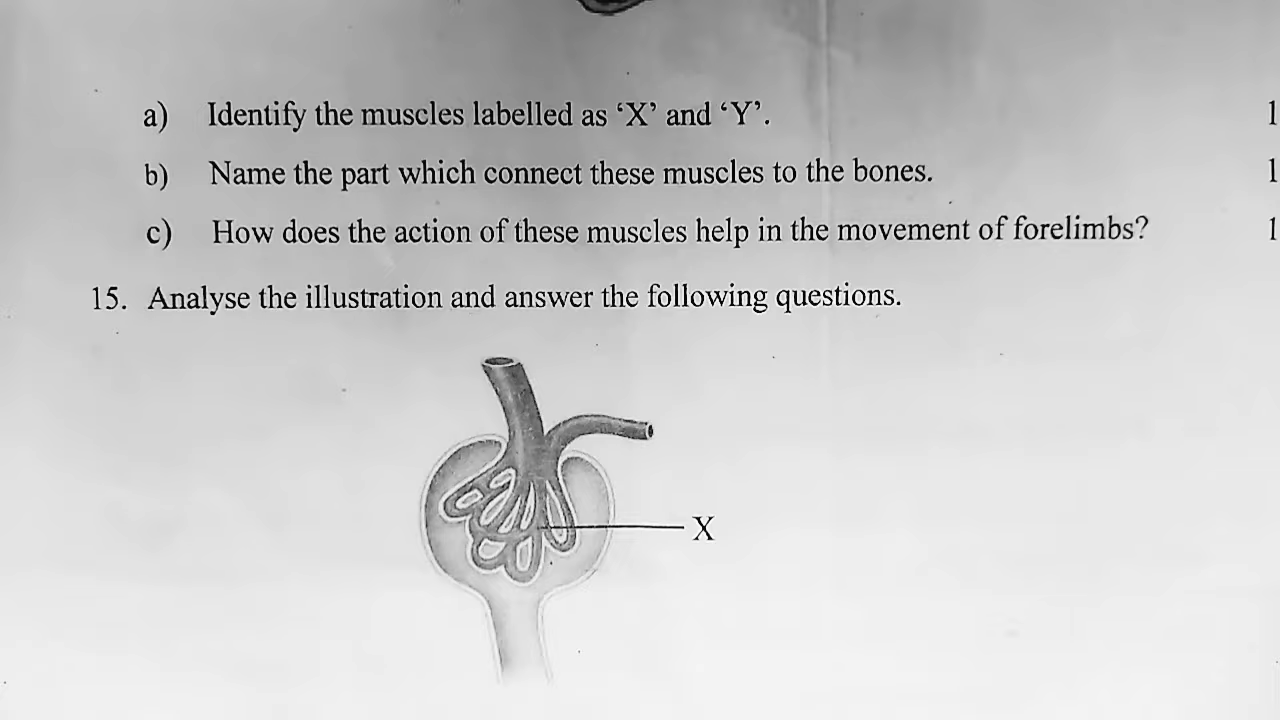 a) Identify the muscles labelled as ‘X’ and ‘Y’. 1
b) Name the part which connect these muscles to the bones. 1
c) How does the action of these muscles help in the movement of forelimbs? 1
15. Analyse the illustration and answer the following questions.
X